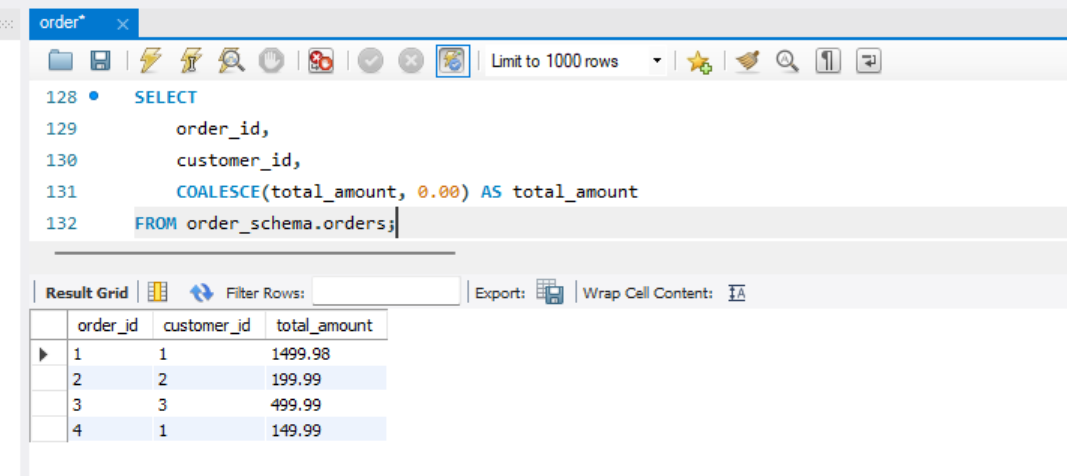 order*
Limit to 1000 rows
128 SELECT
129 order_id,
130 customer_id,
131 COALESCE(total_amount, 0.00) AS total_amount
132 FROM order_schema.orders;
Result Grid Filter Rows: Export: Wrap Cell Content:
order_id customer_id total_amount
1 1 1499.98
2 2 199.99
3 3 499.99
4 1 149.99